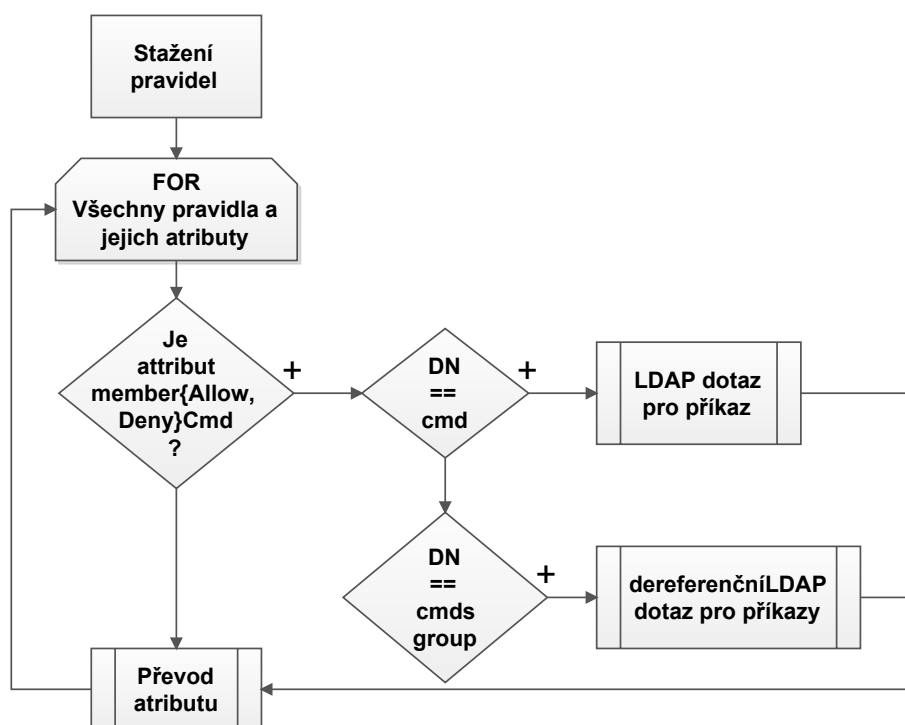 Stažení
pravidel
FOR
Všechny pravidla a
jejich atributy
Je
attribut
member{Allow,
Deny}Cmd
?
+
DN
==
cmd
+
LDAP dotaz
pro příkaz
DN
==
cmds
group
+
dereferenčníLDAP
dotaz pro příkazy
Převod
atributu